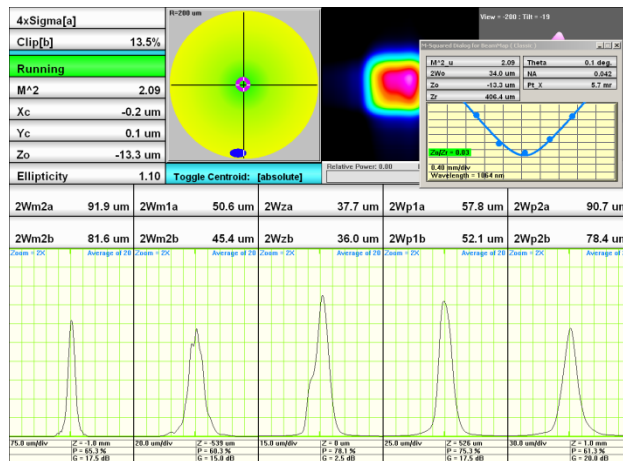 4xSigma[a]
Clip[b] 13.5%
Running
M^2 2.09
Xc -0.2 um
Yc 0.1 um
Zo -13.3 um
Ellipticity 1.10
R=200 um
Toggle Centroid: [absolute]
View = -200 : Tilt = -19
Relative Power: 0.00
M-Squared Dialog for BeamMap ( Classic )
M^2_u 2.09
2Wo 34.0 um
Zo -13.3 um
Zr 406.4 um
Theta 0.1 deg.
NA 0.042
Pt_X 5.7 mr
Zo/Zr = 0.03
0.40 mm/div
Wavelength = 1064 nm
2Wm2a 91.9 um 2Wm1a 50.6 um 2Wza 37.7 um 2Wp1a 57.8 um 2Wp2a 90.7 um
2Wm2b 81.6 um 2Wm2b 45.4 um 2Wzb 36.0 um 2Wp1b 52.1 um 2Wp2b 78.4 um
Zoom = 2X Average of 20 Zoom = 2X Average of 20 Zoom = 2X Average of 20 Zoom = 2X Average of 20 Zoom = 2X Average of 20
75.0 um/div Z = -1.0 mm 20.0 um/div Z = -539 um 15.0 um/div Z = 0 um 25.0 um/div Z = 526 um 30.0 um/div Z = 1.0 mm
P = 65.3 % P = 60.3 % P = 78.1 % P = 75.3 % P = 61.3 %
G = 17.5 dB G = 15.0 dB G = 2.5 dB G = 17.5 dB G = 20.0 dB